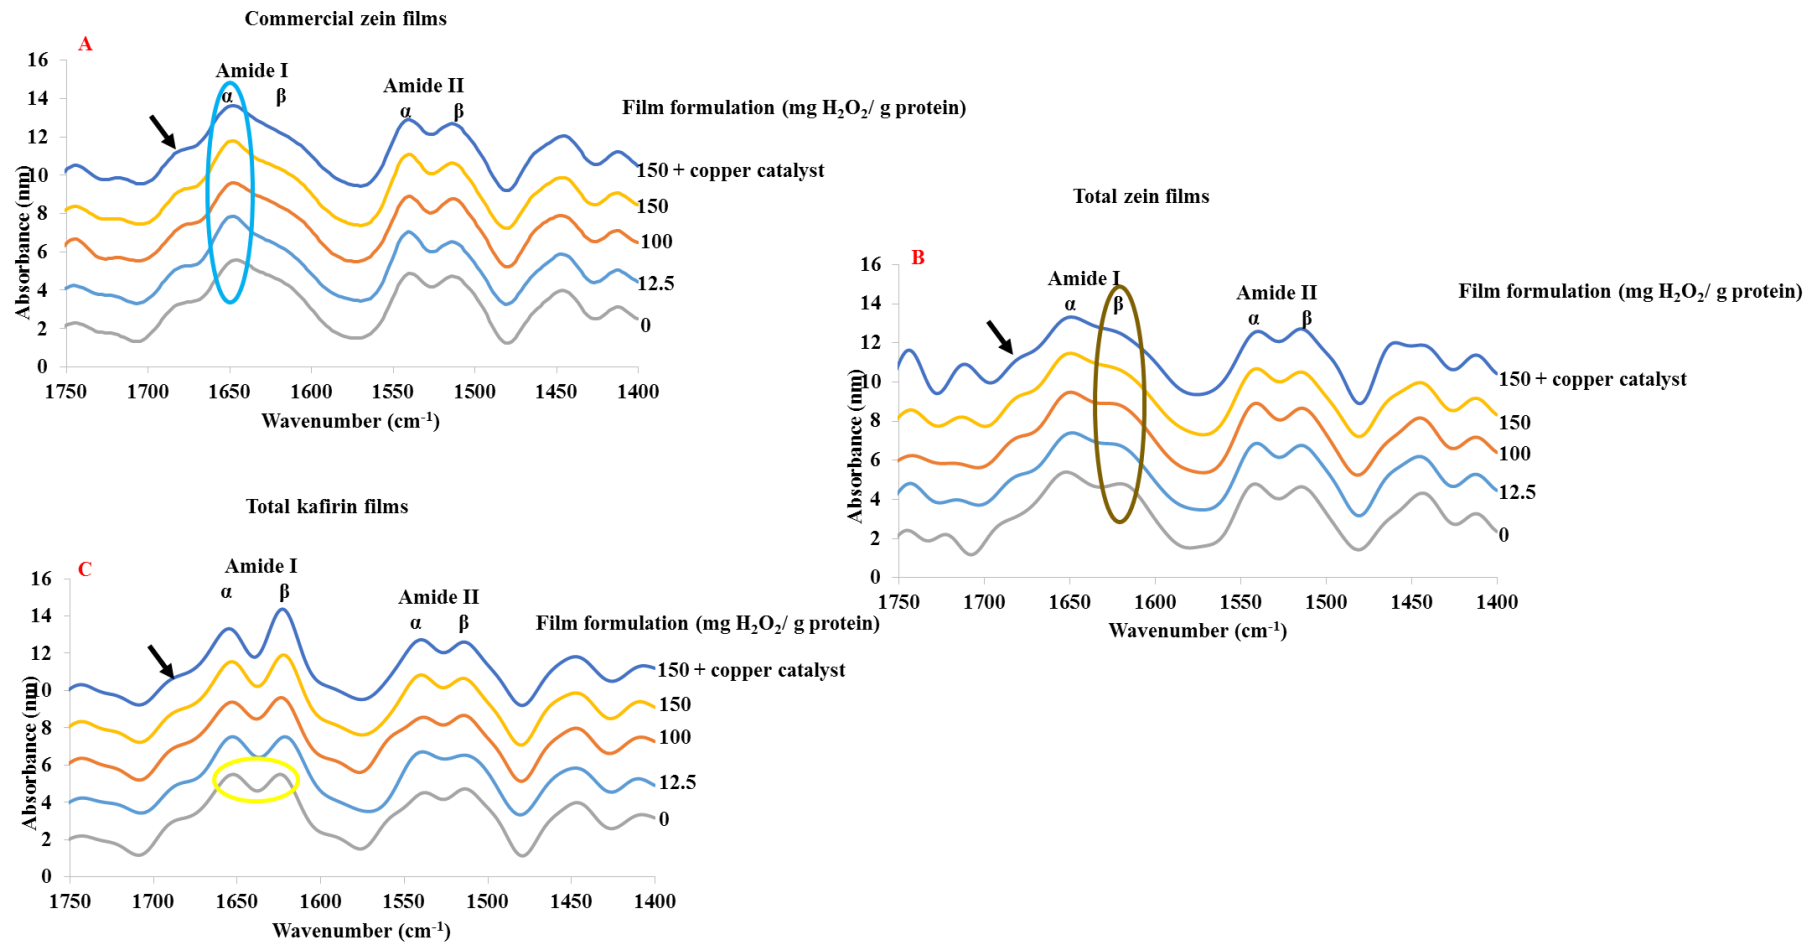 Commercial zein films
A
16
14
12
10
8
6
4
2
0
Absorbance (nm)
Amide I
α β
Amide II
α β
Film formulation (mg H₂O₂/ g protein)
150 + copper catalyst
150
100
12.5
0
1750 1700 1650 1600 1550 1500 1450 1400
Wavenumber (cm⁻¹)
Total zein films
B
16
14
12
10
8
6
4
2
0
Absorbance (nm)
Amide I
α β
Amide II
α β
Film formulation (mg H₂O₂/ g protein)
150 + copper catalyst
150
100
12.5
0
1750 1700 1650 1600 1550 1500 1450 1400
Wavenumber (cm⁻¹)
Total kafirin films
C
16
14
12
10
8
6
4
2
0
Absorbance (nm)
Amide I
α β
Amide II
α β
Film formulation (mg H₂O₂/ g protein)
150 + copper catalyst
150
100
12.5
0
1750 1700 1650 1600 1550 1500 1450 1400
Wavenumber (cm⁻¹)